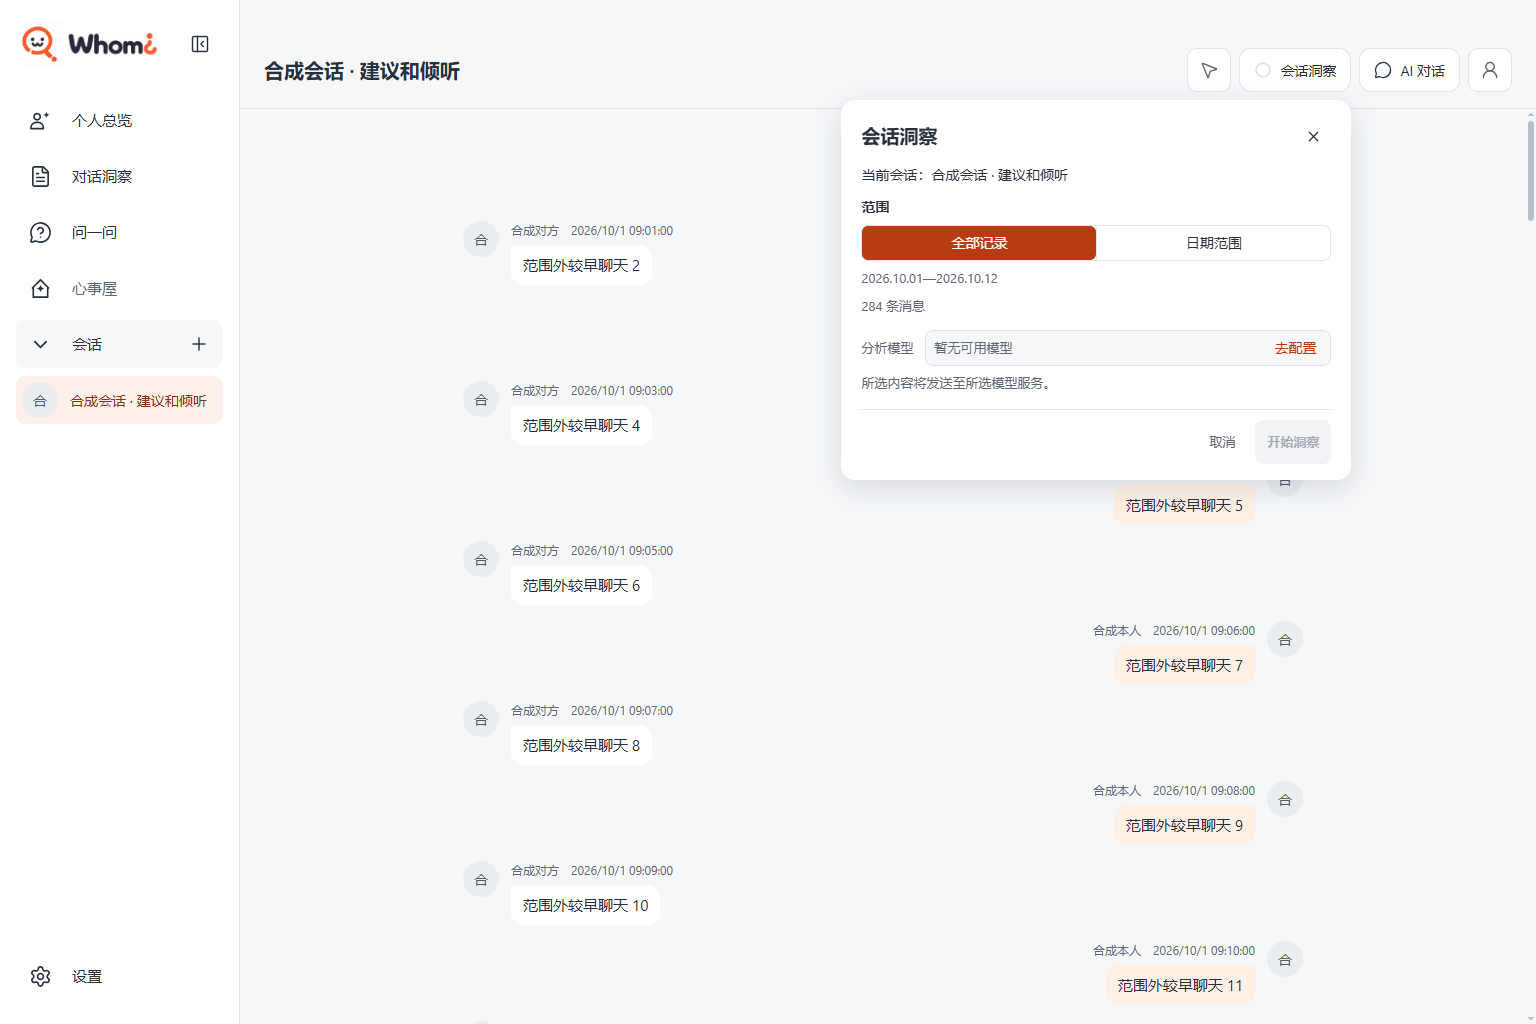 Whomi
个人总览
对话洞察
问一问
心事屋
会话
合 合成会话 · 建议和倾听
设置
合成会话 · 建议和倾听
会话洞察
AI 对话
会话洞察
当前会话：合成会话 · 建议和倾听
范围
全部记录 日期范围
2026.10.01—2026.10.12
284 条消息
分析模型 暂无可用模型 去配置
所选内容将发送至所选模型服务。
取消 开始洞察
合 合成对方 2026/10/1 09:01:00
范围外较早聊天 2
合 合成对方 2026/10/1 09:03:00
范围外较早聊天 4
合
范围外较早聊天 5
合 合成对方 2026/10/1 09:05:00
范围外较早聊天 6
合成本人 2026/10/1 09:06:00 合
范围外较早聊天 7
合 合成对方 2026/10/1 09:07:00
范围外较早聊天 8
合成本人 2026/10/1 09:08:00 合
范围外较早聊天 9
合 合成对方 2026/10/1 09:09:00
范围外较早聊天 10
合成本人 2026/10/1 09:10:00 合
范围外较早聊天 11